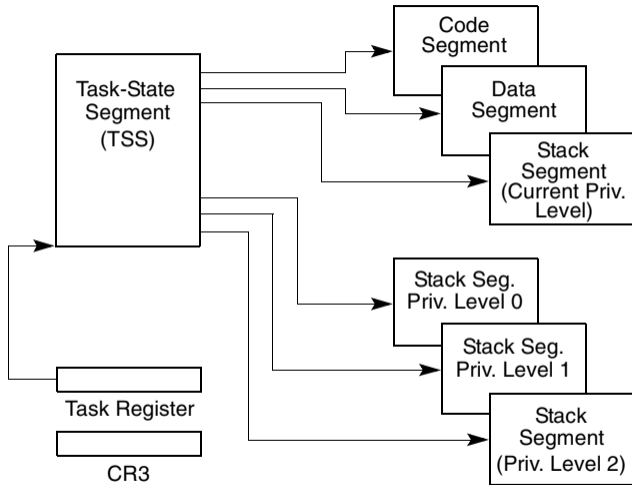 Code
Segment
Task-State
Segment
(TSS)
Data
Segment
Stack
Segment
(Current Priv.
Level)
Stack Seg.
Priv. Level 0
Stack Seg.
Priv. Level 1
Task Register
Stack
Segment
(Priv. Level 2)
CR3